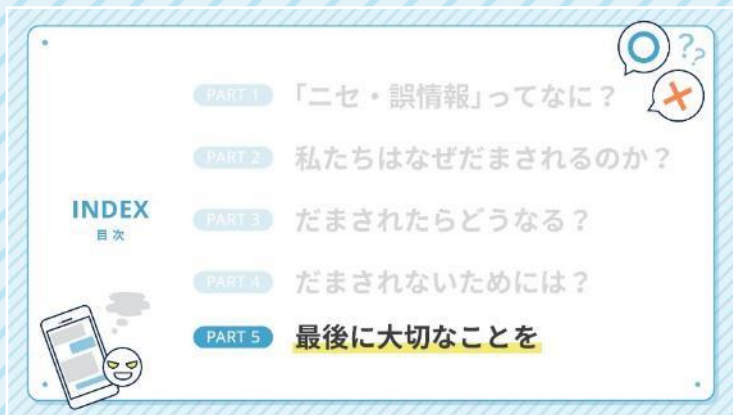 ??
PART 1 「ニセ・誤情報」ってなに？
PART 2 私たちはなぜだまされるのか？
INDEX
目次
PART 3 だまされたらどうなる？
PART 4 だまされないためには？
PART 5 最後に大切なことを